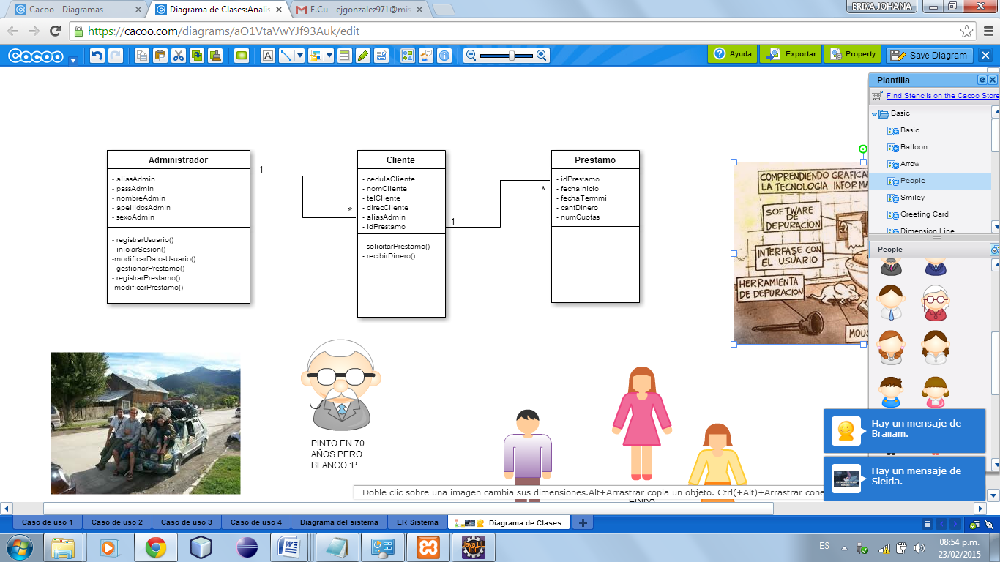 Cacoo - Diagramas
Diagrama de Clases:Analis
E.Cu - ejgonzalez971@mis
ERIKA JOHANA
https://cacoo.com/diagrams/aO1VtaVwYJf93Auk/edit
Cacoo
Ayuda
Exportar
Property
Save Diagram
Plantilla
Find Stencils on the Cacoo Store
Basic
Basic
Balloon
Arrow
People
Smiley
Greeting Card
Dimension Line
People
Administrador
- aliasAdmin
- passAdmin
- nombreAdmin
- apellidosAdmin
- sexoAdmin
- registrarUsuario()
- iniciarSesion()
-modificarDatosUsuario()
- gestionarPrestamo()
- registrarPrestamo()
-modificarPrestamo()
1
*
Cliente
- cedulaCliente
- nomCliente
- telCliente
- direcCliente
- aliasAdmin
- idPrestamo
- solicitarPrestamo()
- recibirDinero()
1
*
Prestamo
- idPrestamo
- fechaInicio
- fechaTermmi
- cantDinero
- numCuotas
COMPRENDIENDO GRAFICA
LA TECNOLOGIA INFORMA
SOFTWARE
DE
DEPURACION
INTERFASE CON
EL USUARIO
HERRAMIENTA
DE DEPURACION
MOUS
PINTO EN 70
AÑOS PERO
BLANCO :P
ERIKA
Hay un mensaje de
Braiiam.
Hay un mensaje de
Sleida.
Doble clic sobre una imagen cambia sus dimensiones.Alt+Arrastrar copia un objeto. Ctrl(+Alt)+Arrastrar cone
Caso de uso 1
Caso de uso 2
Caso de uso 3
Caso de uso 4
Diagrama del sistema
ER Sistema
Diagrama de Clases
Java EE
IDE
ES
08:54 p.m.
23/02/2015